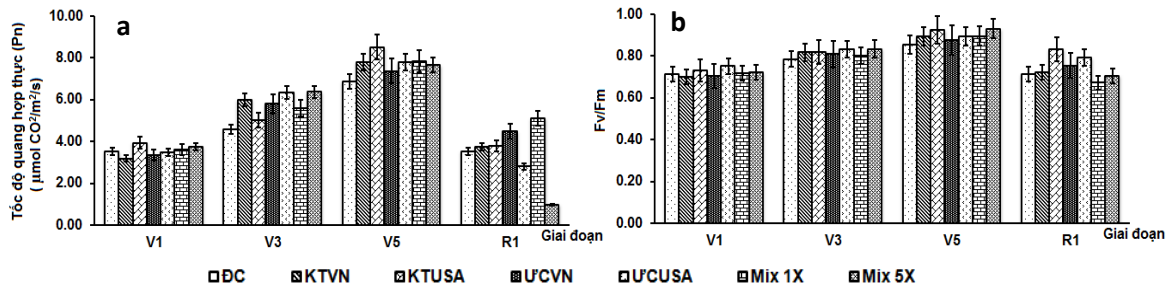 a
Tốc độ quang hợp thực (Pn)
( µmol CO²/m²/s)
10.00
8.00
6.00
4.00
2.00
0.00
V1
V3
V5
R1
Giai đoạn
b
Fv/Fm
1.00
0.80
0.60
0.40
0.20
0.00
V1
V3
V5
R1
Giai đoạn
ĐC
KTVN
KTUSA
ƯCVN
ƯCUSA
Mix 1X
Mix 5X